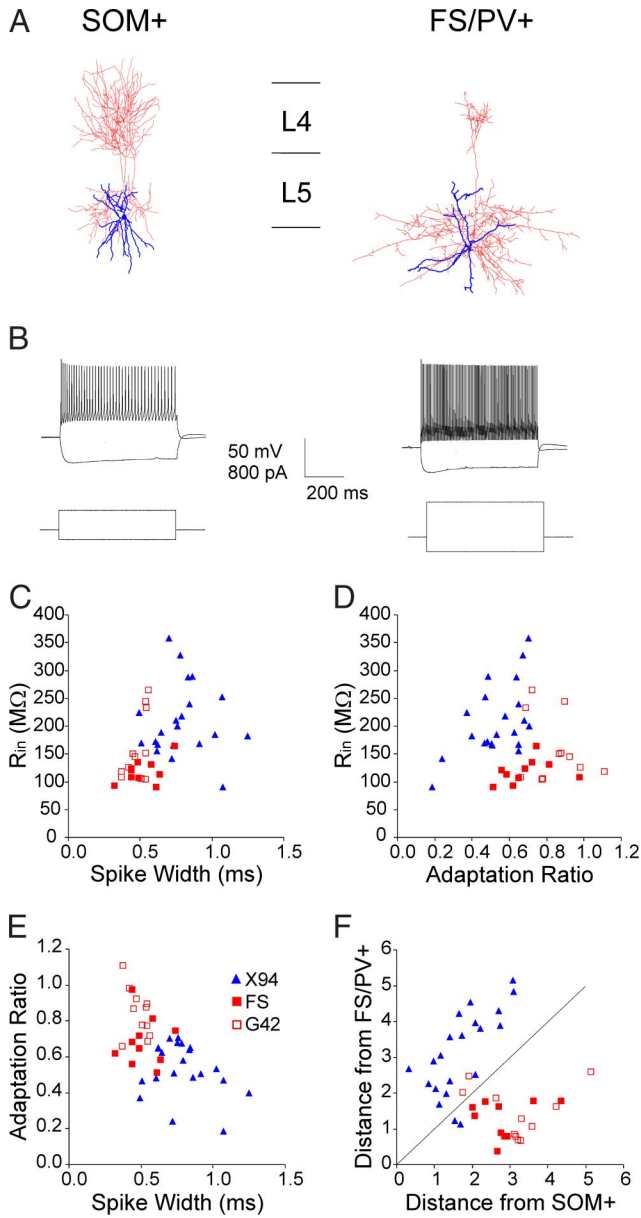 A
SOM+
FS/PV+
L4
L5
B
50 mV
800 pA
200 ms
C
400
350
300
250
200
150
100
50
0
Rin (MΩ)
0.0
0.5
1.0
1.5
Spike Width (ms)
D
400
350
300
250
200
150
100
50
0
Rin (MΩ)
0.0
0.2
0.4
0.6
0.8
1.0
1.2
Adaptation Ratio
E
1.2
1.0
0.8
0.6
0.4
0.2
0.0
Adaptation Ratio
X94
FS
G42
0.0
0.5
1.0
1.5
Spike Width (ms)
F
6
5
4
3
2
1
0
Distance from FS/PV+
0
1
2
3
4
5
6
Distance from SOM+